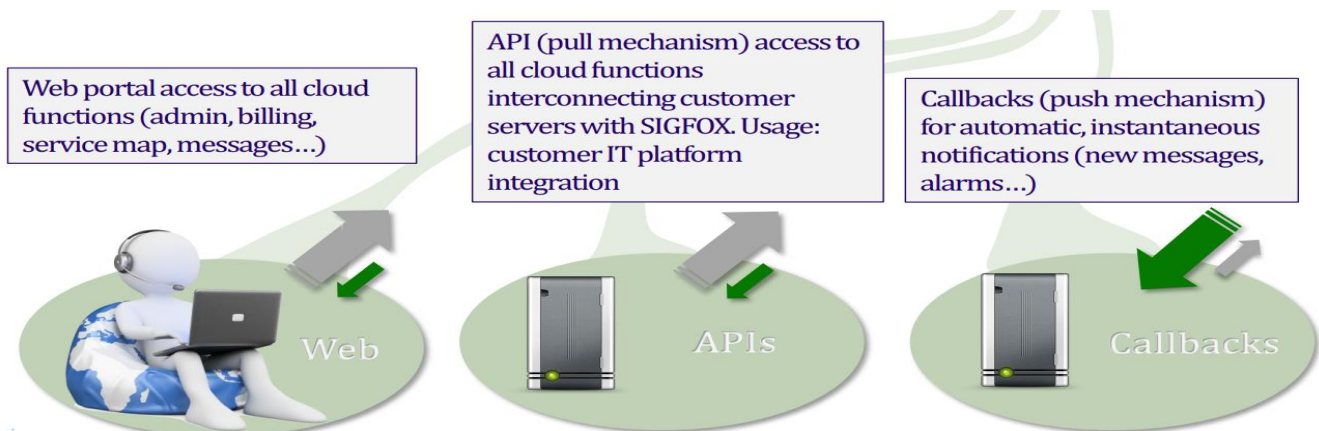 Web portal access to all cloud
functions (admin, billing,
service map, messages…)
API (pull mechanism) access to
all cloud functions
interconnecting customer
servers with SIGFOX. Usage:
customer IT platform
integration
Callbacks (push mechanism)
for automatic, instantaneous
notifications (new messages,
alarms…)
Web
APIs
Callbacks